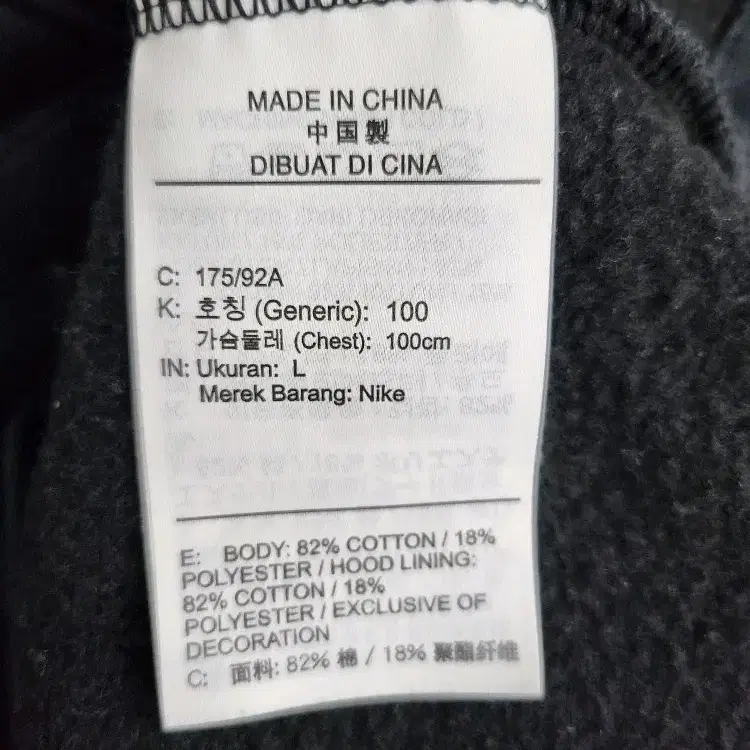 MADE IN CHINA
中国製
DIBUAT DI CINA
C: 175/92A
K: 호칭 (Generic): 100
가슴둘레 (Chest): 100cm
IN: Ukuran: L
Merek Barang: Nike
E: BODY: 82% COTTON / 18%
POLYESTER / HOOD LINING:
82% COTTON / 18%
POLYESTER / EXCLUSIVE OF
DECORATION
C: 面料: 82% 棉 / 18% 聚酯纤维